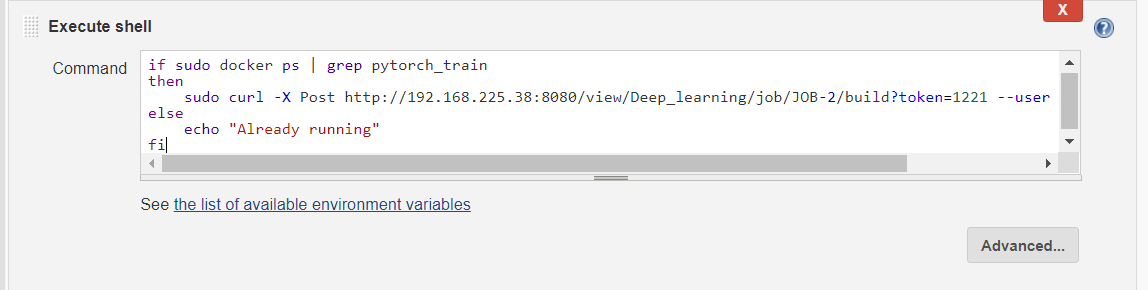 X
Execute shell
Command
if sudo docker ps | grep pytorch_train
then
    sudo curl -X Post http://192.168.225.38:8080/view/Deep_learning/job/JOB-2/build?token=1221 --user
else
    echo "Already running"
fi
See the list of available environment variables
Advanced...